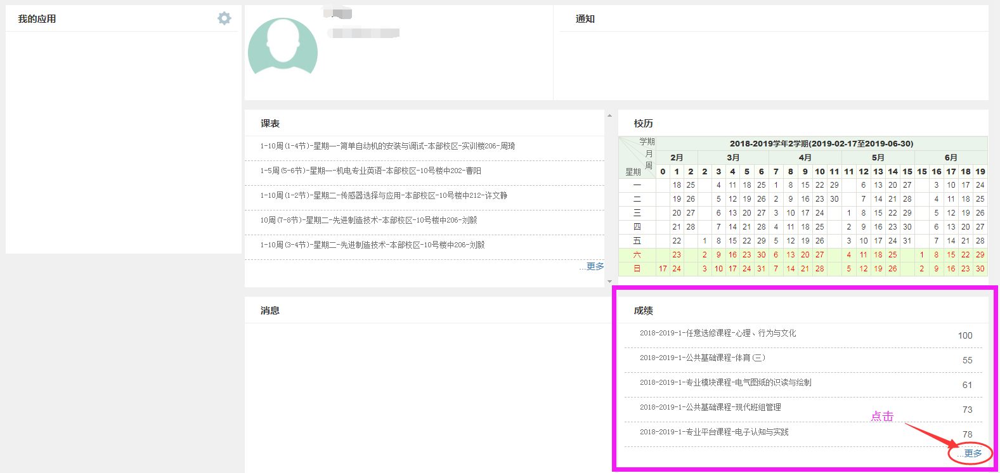 我的应用
通知
课表
1-10周(1-4节)-星期一-简单自动机的安装与调试-本部校区-实训楼206-周琦
1-5周(5-6节)-星期一-机电专业英语-本部校区-10号楼中202-曹阳
1-10周(1-2节)-星期二-传感器选择与应用-本部校区-10号楼中212-许文静
10周(7-8节)-星期二-先进制造技术-本部校区-10号楼中206-刘毅
1-10周(3-4节)-星期二-先进制造技术-本部校区-10号楼中206-刘毅
...更多
校历
学期 2018-2019学年2学期(2019-02-17至2019-06-30)
月 2月 3月 4月 5月 6月
周 0 1 2 2 3 4 5 6 7 8 9 10 11 11 12 13 14 15 15 16 17 18 19
星期
一 18 25 4 11 18 25 1 8 15 22 29 6 13 20 27 3 10 17 24
二 19 26 5 12 19 26 2 9 16 23 30 7 14 21 28 4 11 18 25
三 20 27 6 13 20 27 3 10 17 24 1 8 15 22 29 5 12 19 26
四 21 28 7 14 21 28 4 11 18 25 2 9 16 23 30 6 13 20 27
五 22 1 8 15 22 29 5 12 19 26 3 10 17 24 31 7 14 21 28
六 23 2 9 16 23 30 6 13 20 27 4 11 18 25 1 8 15 22 29
日 17 24 3 10 17 24 31 7 14 21 28 5 12 19 26 2 9 16 23 30
消息
成绩
2018-2019-1-任意选修课程-心理、行为与文化 100
2018-2019-1-公共基础课程-体育(三) 55
2018-2019-1-专业模块课程-电气图纸的识读与绘制 61
2018-2019-1-公共基础课程-现代班组管理 73
点击
2018-2019-1-专业平台课程-电子认知与实践 78
...更多